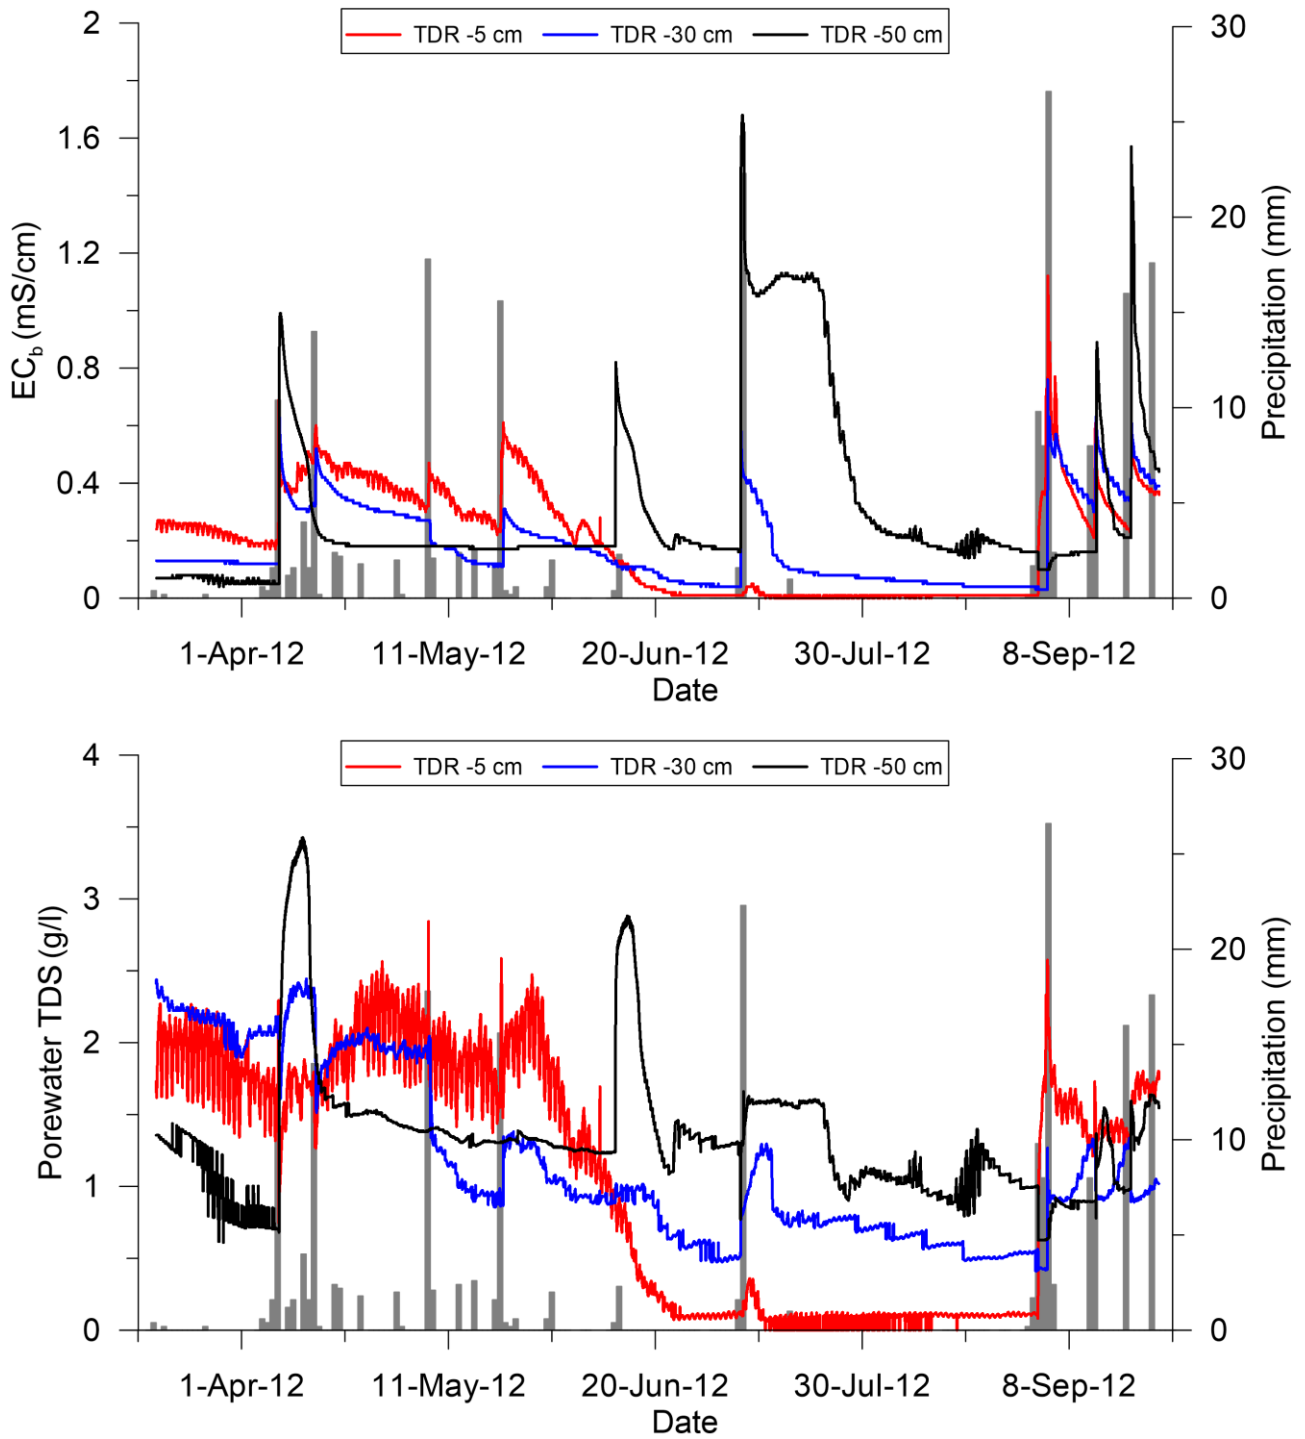 TDR -5 cm TDR -30 cm TDR -50 cm
2
1.6
1.2
0.8
0.4
0
EC_b (mS/cm)
30
20
10
0
Precipitation (mm)
1-Apr-12 11-May-12 20-Jun-12 30-Jul-12 8-Sep-12
Date
TDR -5 cm TDR -30 cm TDR -50 cm
4
3
2
1
0
Porewater TDS (g/l)
30
20
10
0
Precipitation (mm)
1-Apr-12 11-May-12 20-Jun-12 30-Jul-12 8-Sep-12
Date